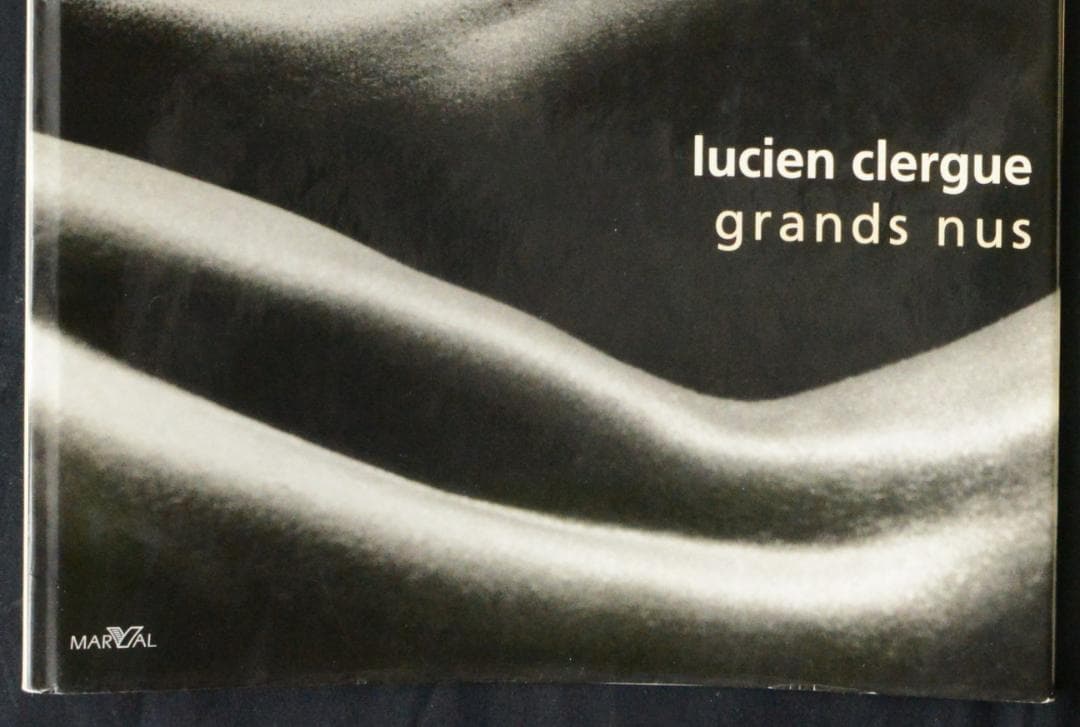 lucien clergue
grands nus
MARVAL